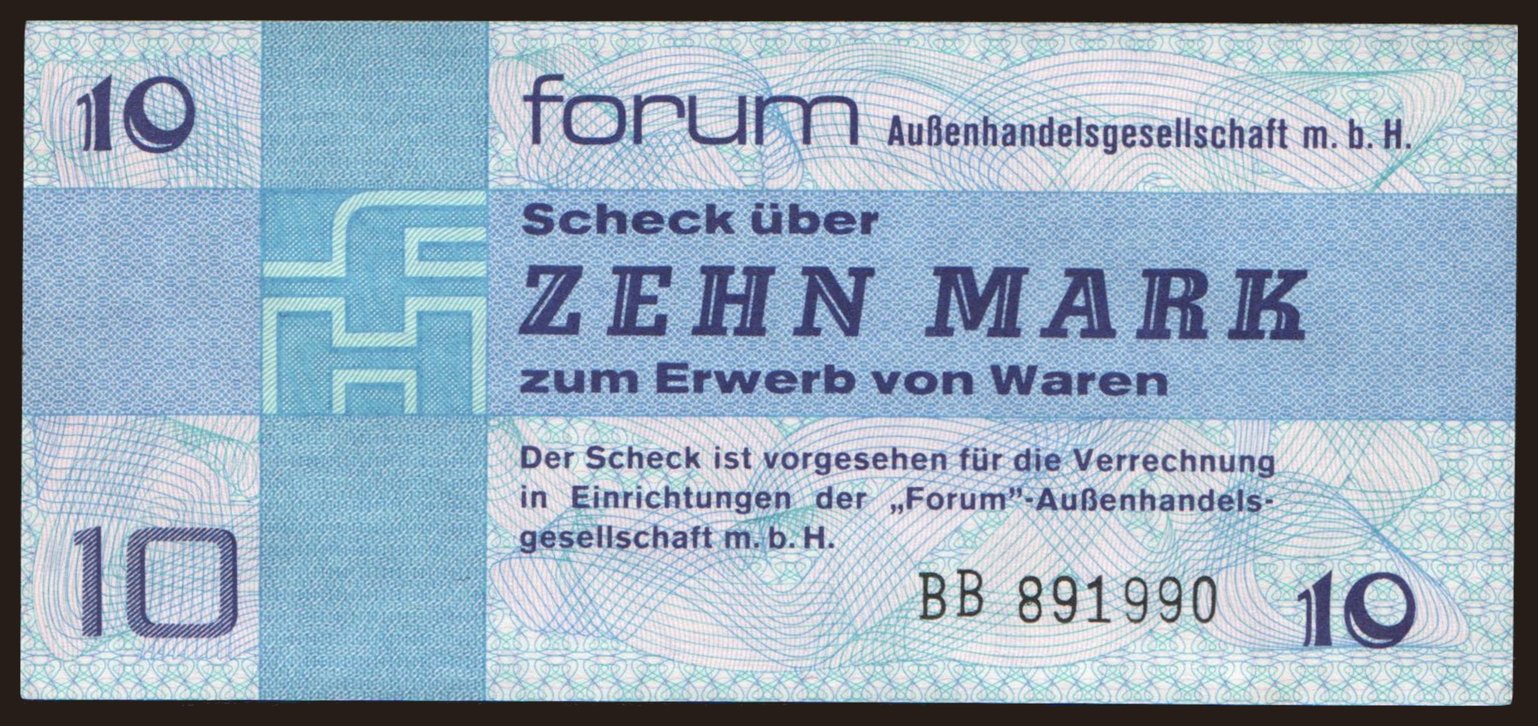 10
forum Außenhandelsgesellschaft m. b. H.
Scheck über
ZEHN MARK
zum Erwerb von Waren
Der Scheck ist vorgesehen für die Verrechnung
in Einrichtungen der „Forum”-Außenhandels-
gesellschaft m. b. H.
10
BB 891990
10